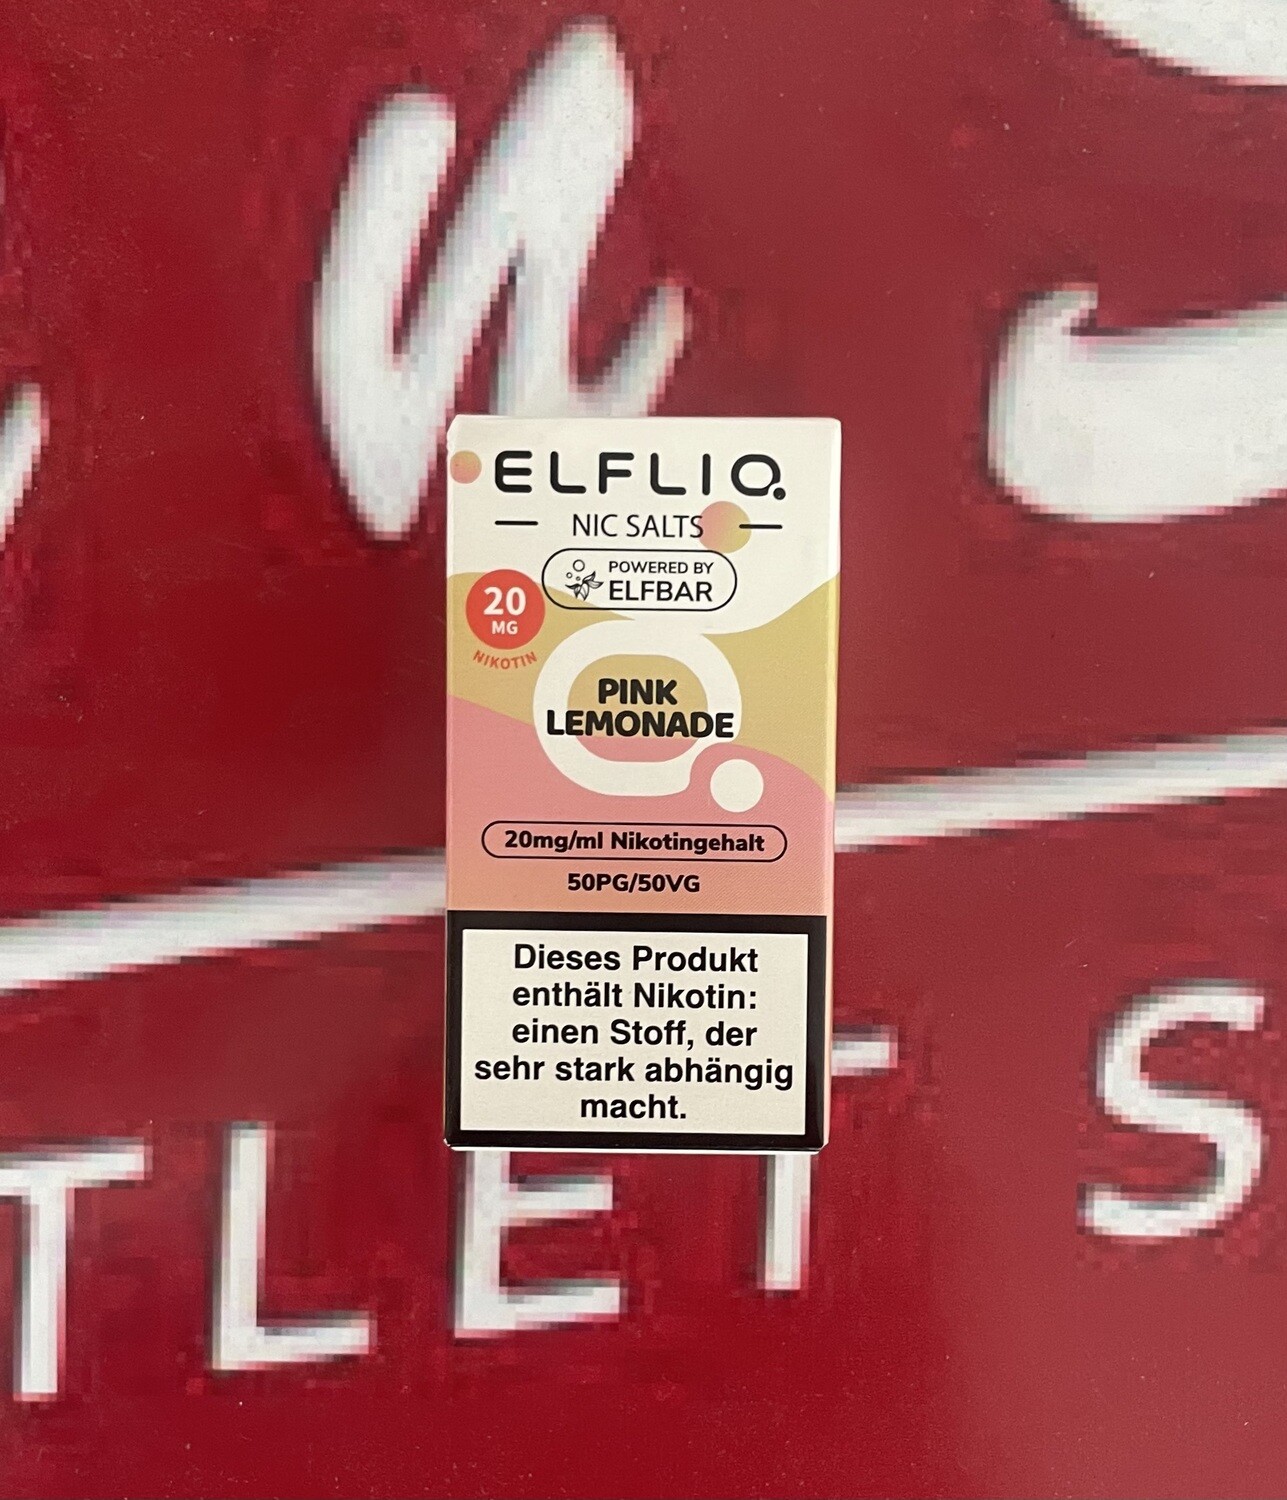 ELFLIQ
NIC SALTS
POWERED BY
ELFBAR
20
MG
NIKOTIN
PINK
LEMONADE
20mg/ml Nikotingehalt
50PG/50VG
Dieses Produkt
enthält Nikotin:
einen Stoff, der
sehr stark abhängig
macht.
TLET S